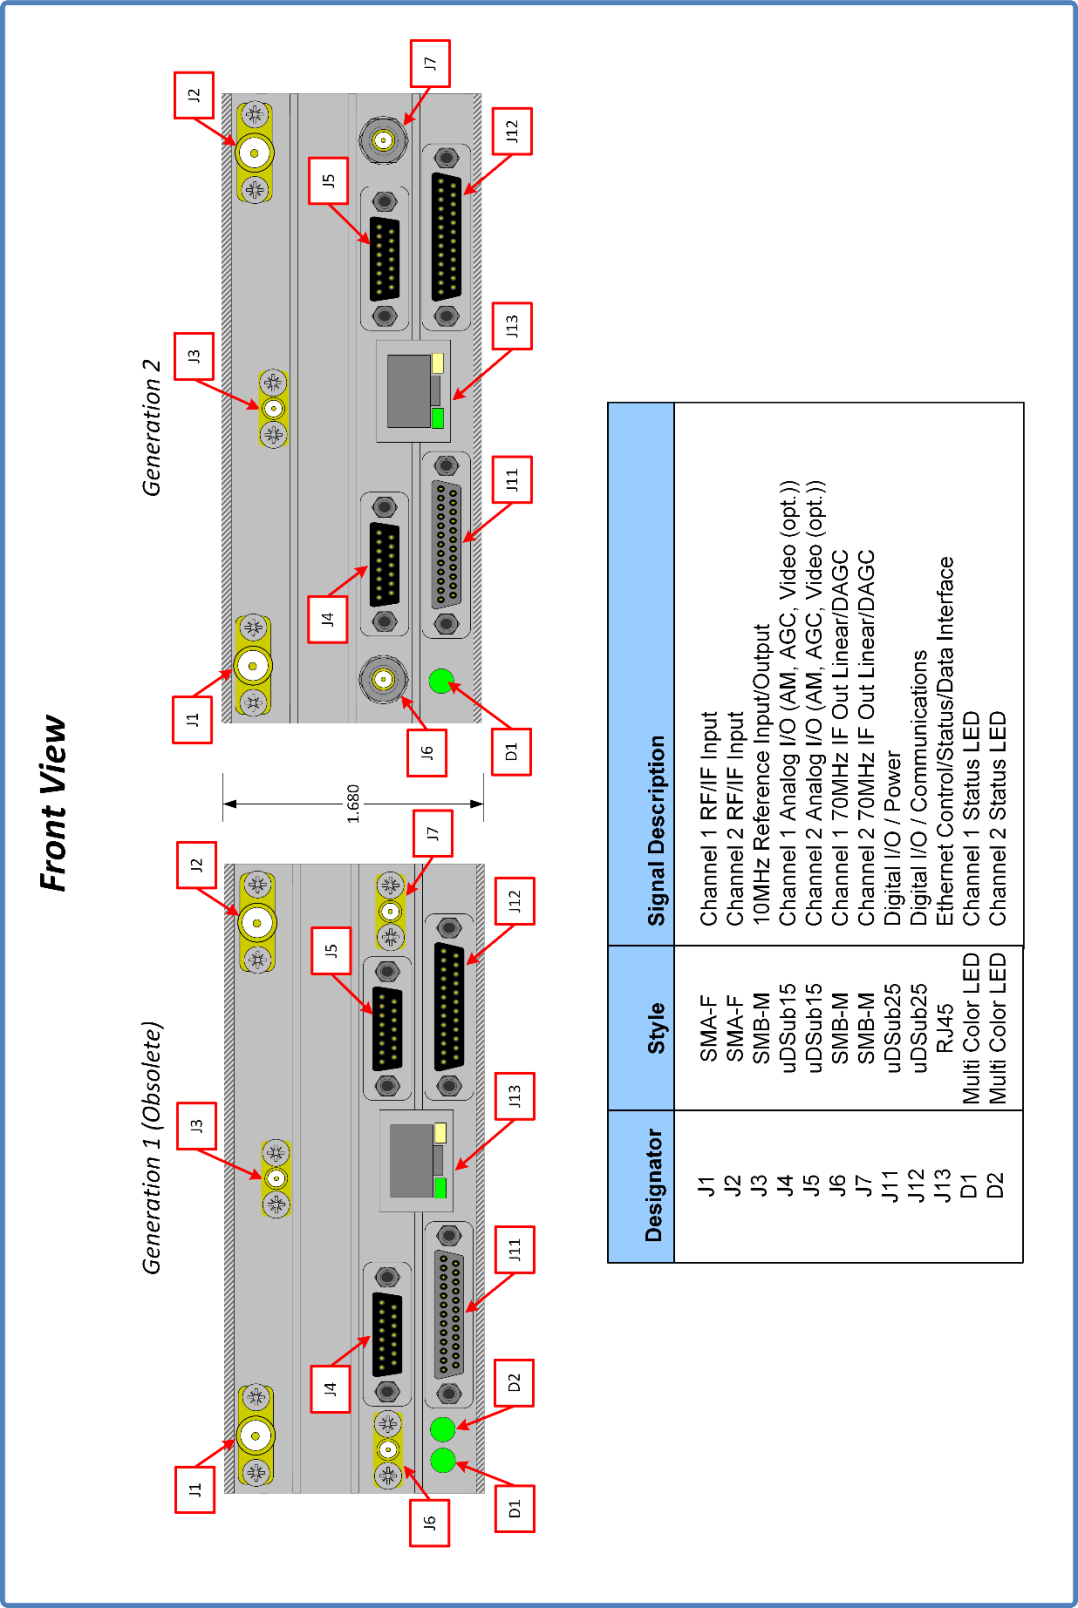 Front View
Generation 1 (Obsolete)
J1
J3
J2
J4
J5
J6
J7
D1
D2
J11
J13
J12
1.680
Generation 2
J1
J3
J2
J4
J5
J6
J7
D1
J11
J13
J12
Designator Style Signal Description
J1 SMA-F Channel 1 RF/IF Input
J2 SMA-F Channel 2 RF/IF Input
J3 SMB-M 10MHz Reference Input/Output
J4 uDSub15 Channel 1 Analog I/O (AM, AGC, Video (opt.))
J5 uDSub15 Channel 2 Analog I/O (AM, AGC, Video (opt.))
J6 SMB-M Channel 1 70MHz IF Out Linear/DAGC
J7 SMB-M Channel 2 70MHz IF Out Linear/DAGC
J11 uDSub25 Digital I/O / Power
J12 uDSub25 Digital I/O / Communications
J13 RJ45 Ethernet Control/Status/Data Interface
D1 Multi Color LED Channel 1 Status LED
D2 Multi Color LED Channel 2 Status LED